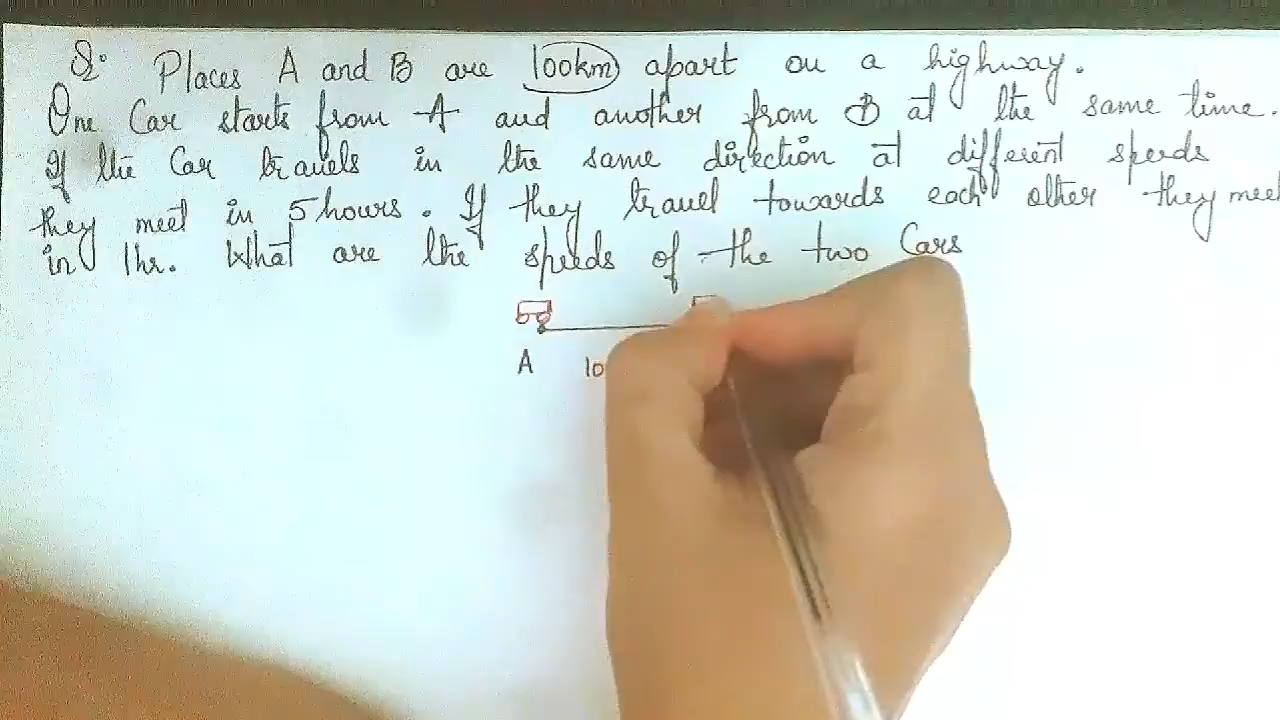 Q: Places A and B are 100km apart on a highway.
One Car starts from A and another from B at the same time.
If the Car travels in the same direction at different speeds
they meet in 5 hours. If they travel towards each other they meet
in 1hr. What are the speeds of the two Cars
A 10